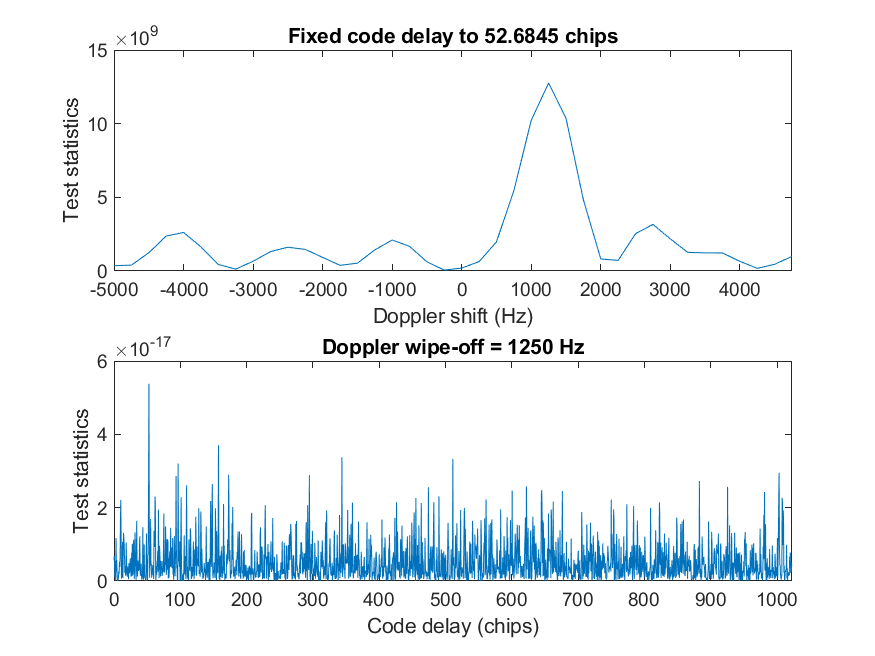 ×10^9
Fixed code delay to 52.6845 chips
15
10
5
0
Test statistics
-5000 -4000 -3000 -2000 -1000 0 1000 2000 3000 4000
Doppler shift (Hz)
×10^-17
Doppler wipe-off = 1250 Hz
6
4
2
0
Test statistics
0 100 200 300 400 500 600 700 800 900 1000
Code delay (chips)